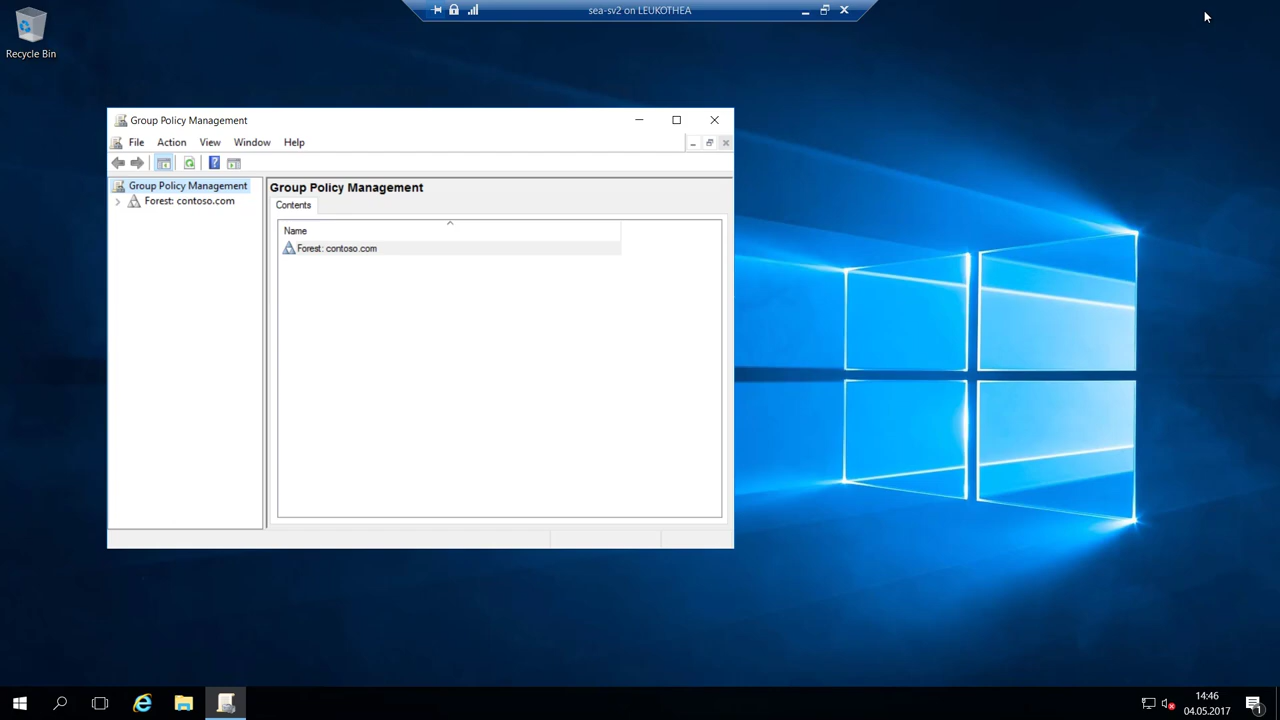 sea-sv2 on LEUKOTHEA
Recycle Bin
Group Policy Management
File Action View Window Help
Group Policy Management
Forest: contoso.com
Group Policy Management
Contents
Name
Forest: contoso.com
14:46
04.05.2017
1